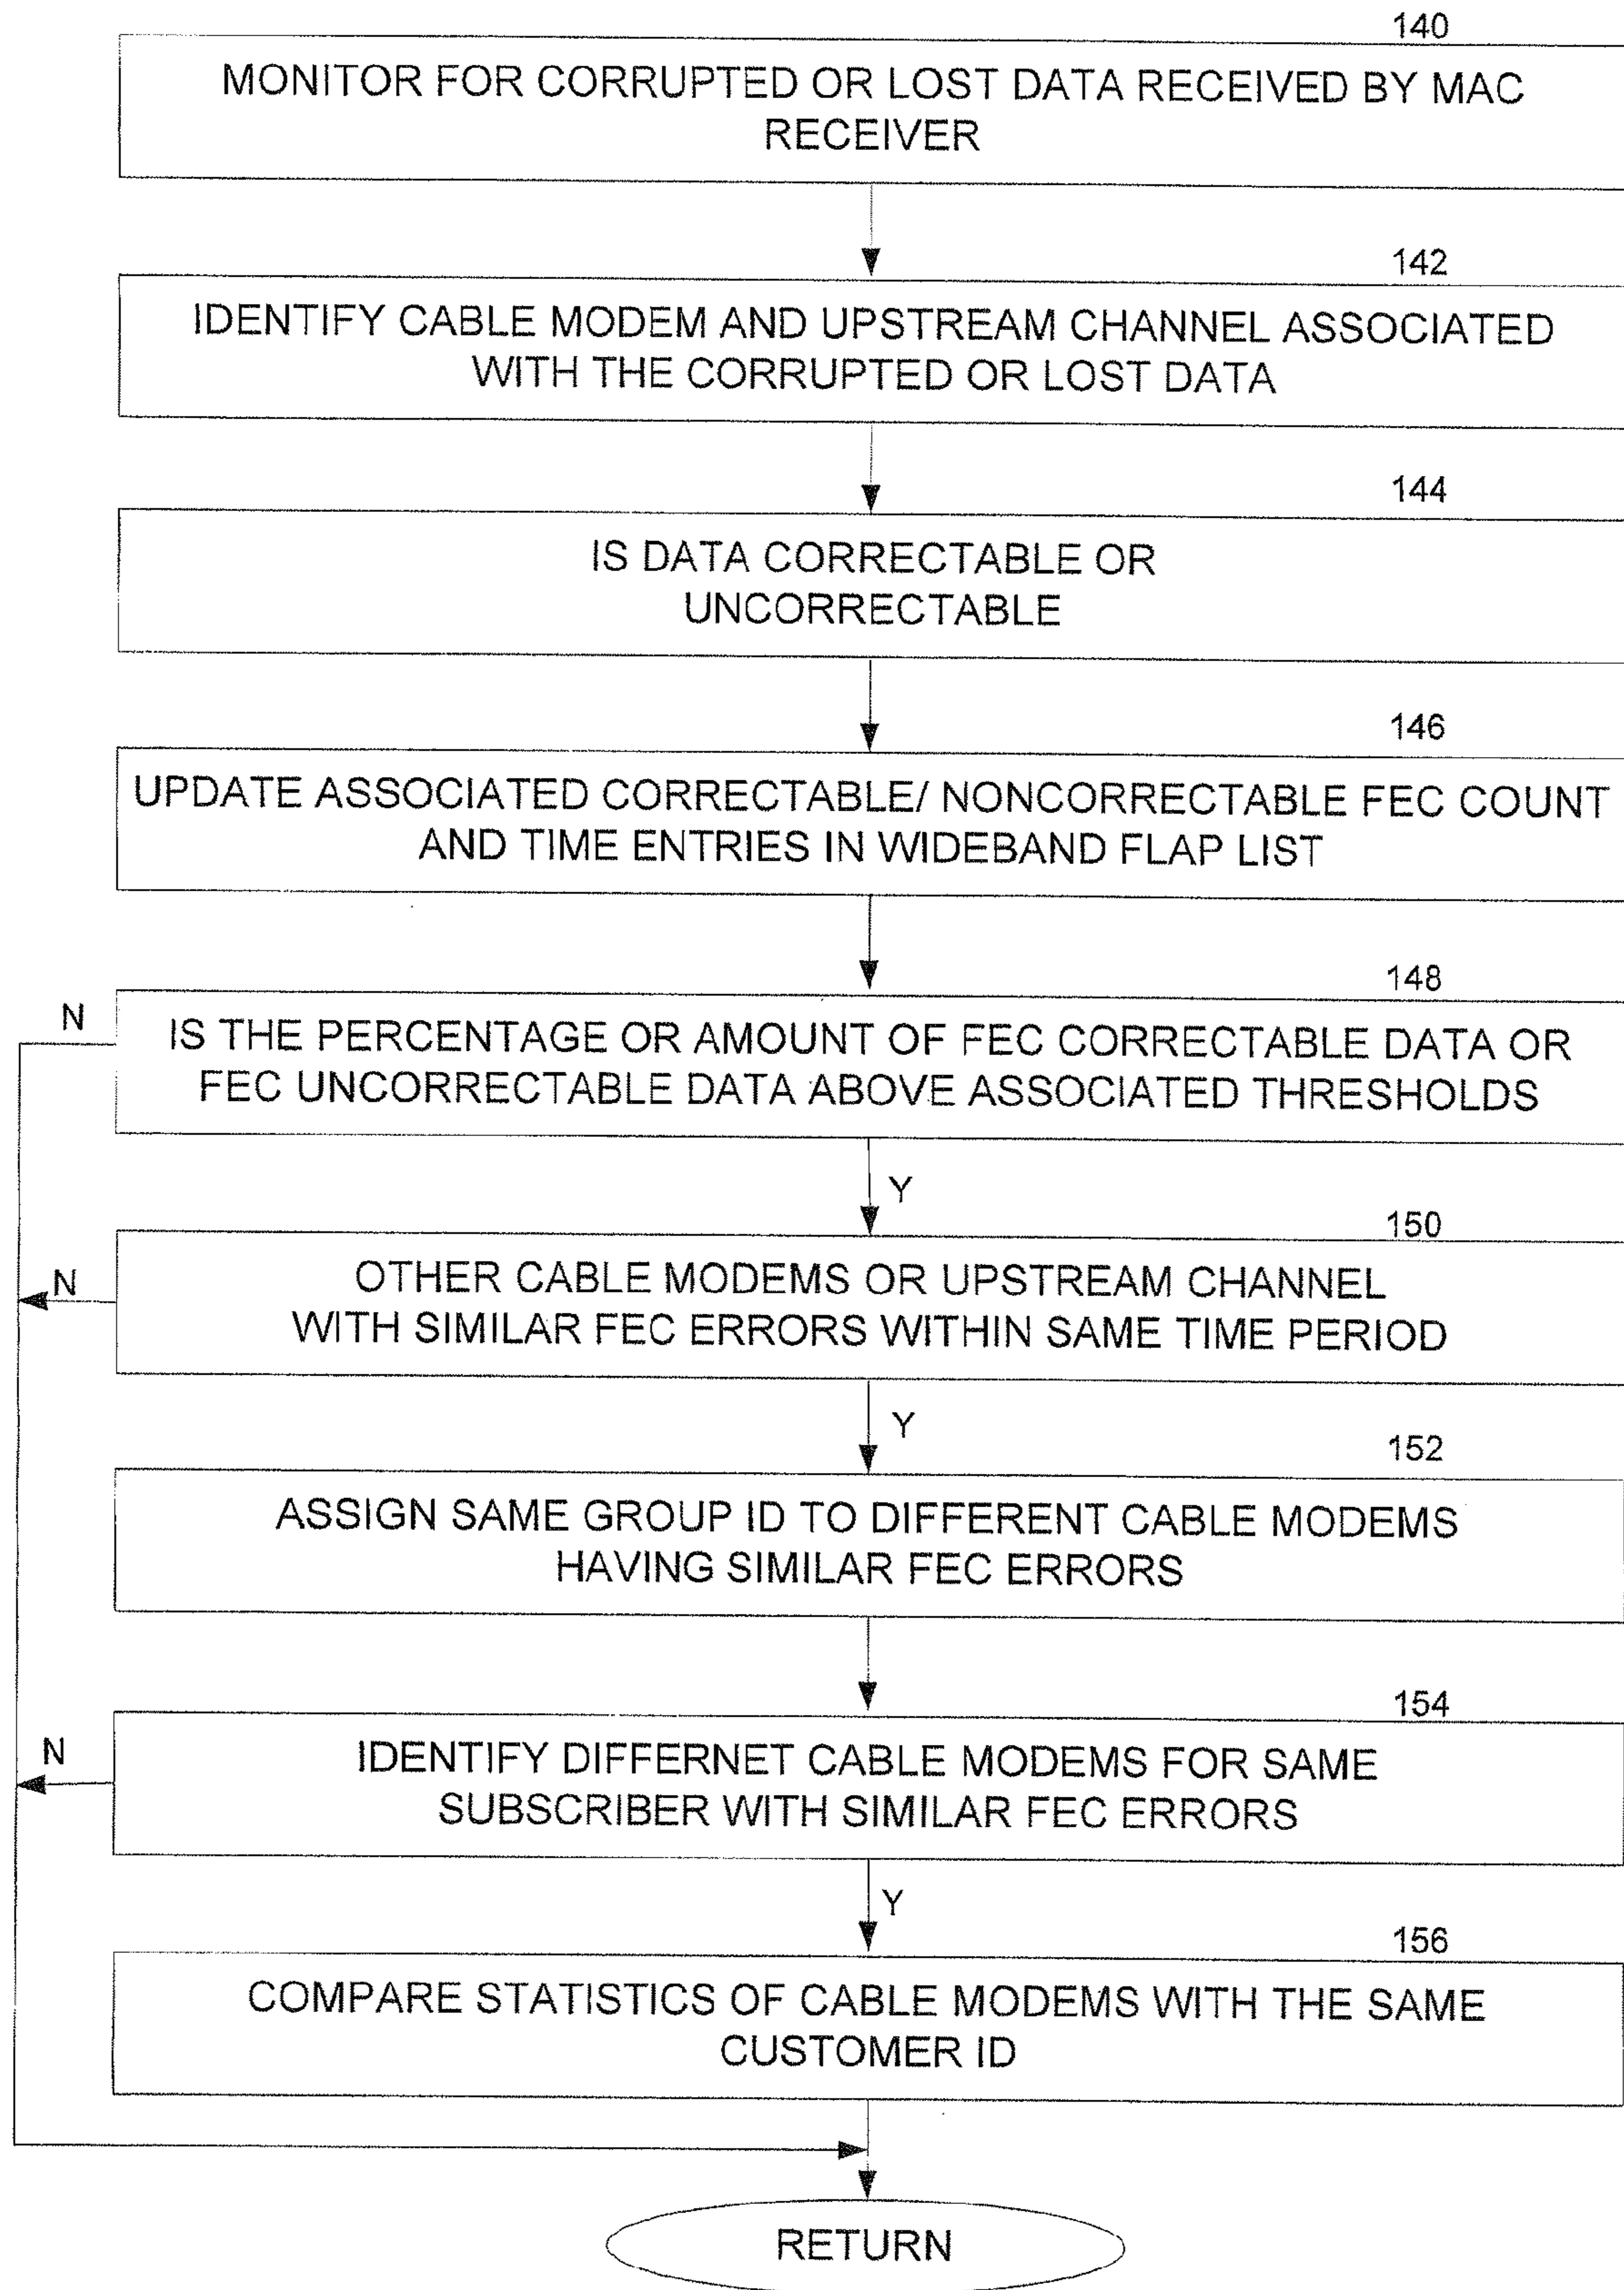 140
MONITOR FOR CORRUPTED OR LOST DATA RECEIVED BY MAC
RECEIVER
142
IDENTIFY CABLE MODEM AND UPSTREAM CHANNEL ASSOCIATED
WITH THE CORRUPTED OR LOST DATA
144
IS DATA CORRECTABLE OR
UNCORRECTABLE
146
UPDATE ASSOCIATED CORRECTABLE/ NONCORRECTABLE FEC COUNT
AND TIME ENTRIES IN WIDEBAND FLAP LIST
148
N
IS THE PERCENTAGE OR AMOUNT OF FEC CORRECTABLE DATA OR
FEC UNCORRECTABLE DATA ABOVE ASSOCIATED THRESHOLDS
Y
150
N
OTHER CABLE MODEMS OR UPSTREAM CHANNEL
WITH SIMILAR FEC ERRORS WITHIN SAME TIME PERIOD
Y
152
ASSIGN SAME GROUP ID TO DIFFERENT CABLE MODEMS
HAVING SIMILAR FEC ERRORS
154
N
IDENTIFY DIFFERNET CABLE MODEMS FOR SAME
SUBSCRIBER WITH SIMILAR FEC ERRORS
Y
156
COMPARE STATISTICS OF CABLE MODEMS WITH THE SAME
CUSTOMER ID
RETURN